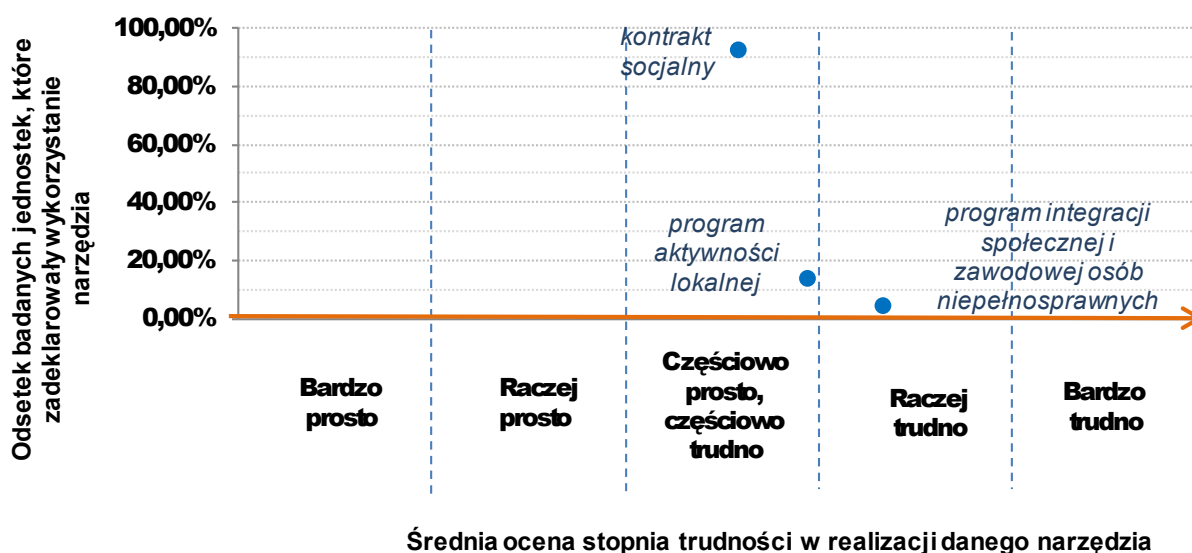 Odsetek badanych jednostek, które
zadeklarowały wykorzystanie
narzędzia
100,00%
80,00%
60,00%
40,00%
20,00%
0,00%
kontrakt
socjalny
program
aktywności
lokalnej
program integracji
społecznej i
zawodowej osób
niepełnosprawnych
Bardzo
prosto
Raczej
prosto
Częściowo
prosto,
częściowo
trudno
Raczej
trudno
Bardzo
trudno
Średnia ocena stopnia trudności w realizacji danego narzędzia